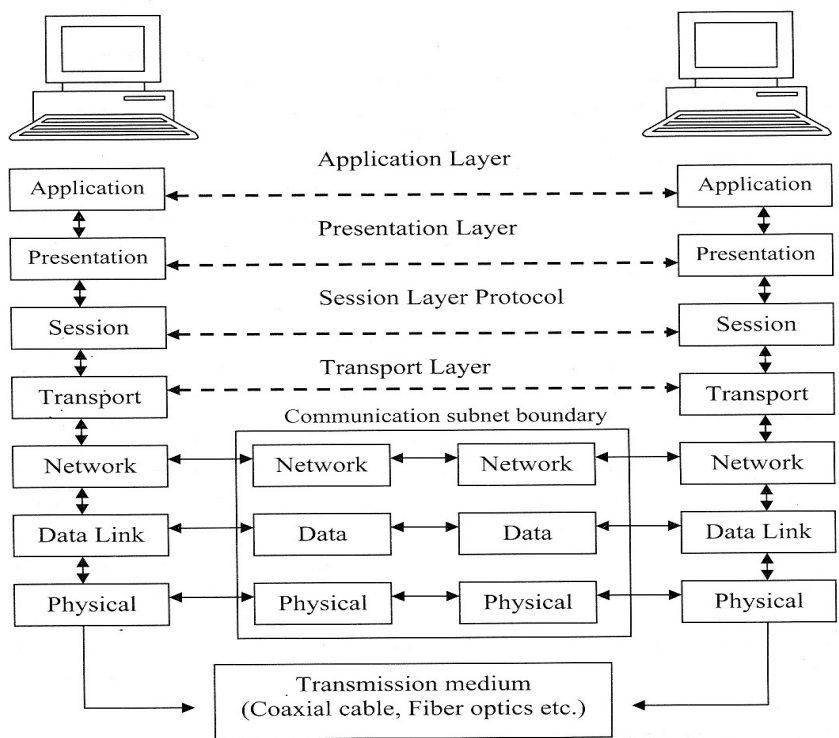 Application Layer
Application
Application
Presentation Layer
Presentation
Presentation
Session Layer Protocol
Session
Session
Transport Layer
Transport
Transport
Communication subnet boundary
Network
Network
Network
Network
Data Link
Data
Data
Data Link
Physical
Physical
Physical
Physical
Transmission medium
(Coaxial cable, Fiber optics etc.)